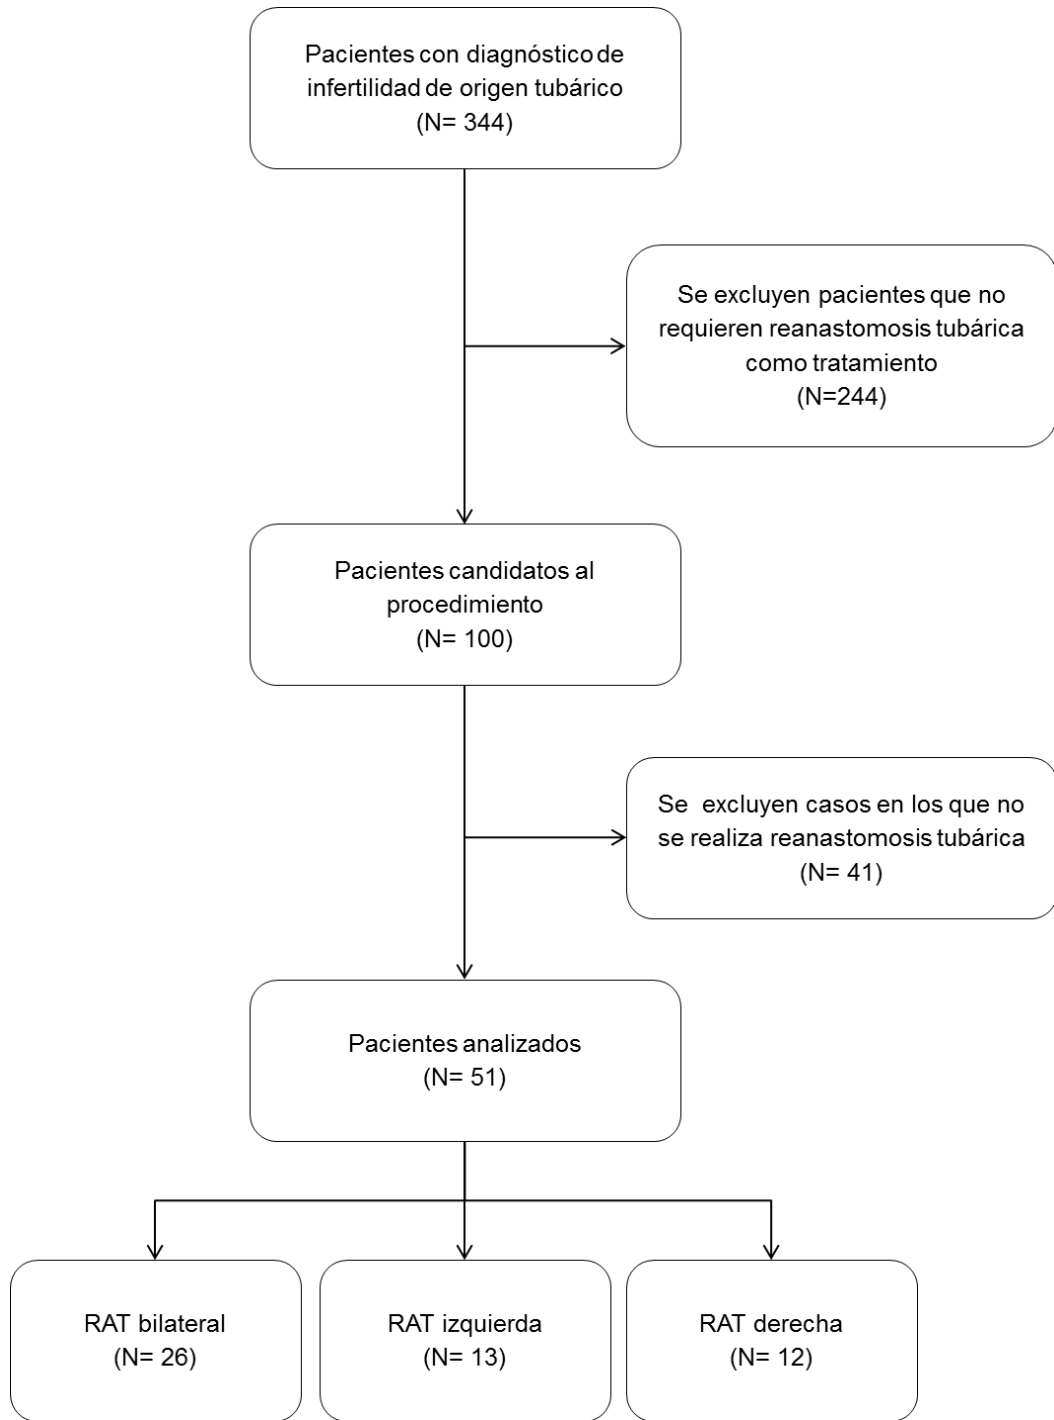 Pacientes con diagnóstico de
infertilidad de origen tubárico
(N= 344)
Se excluyen pacientes que no
requieren reanastomosis tubárica
como tratamiento
(N=244)
Pacientes candidatos al
procedimiento
(N= 100)
Se excluyen casos en los que no
se realiza reanastomosis tubárica
(N= 41)
Pacientes analizados
(N= 51)
RAT bilateral
(N= 26)
RAT izquierda
(N= 13)
RAT derecha
(N= 12)